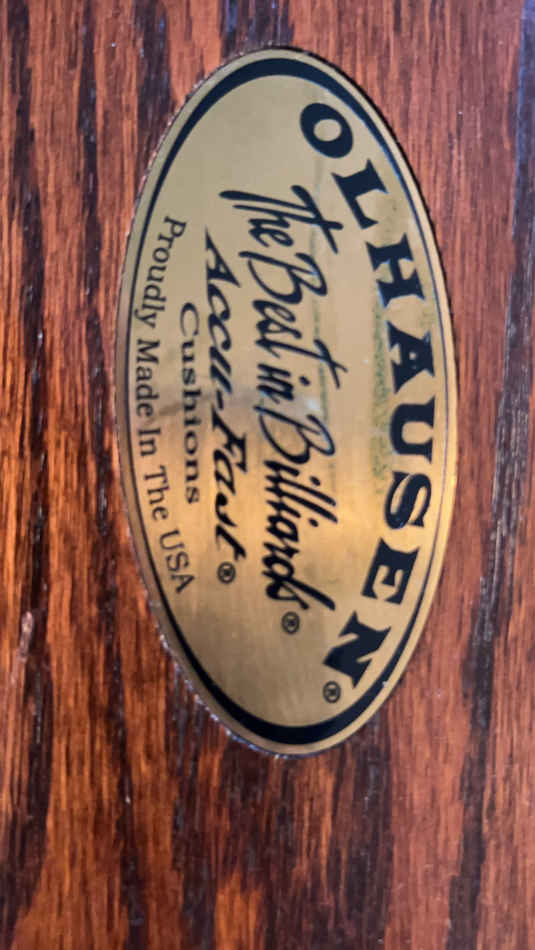 OLHAUSEN®
The Best in Billiards®
Accu-Fast®
Cushions
Proudly Made In The USA